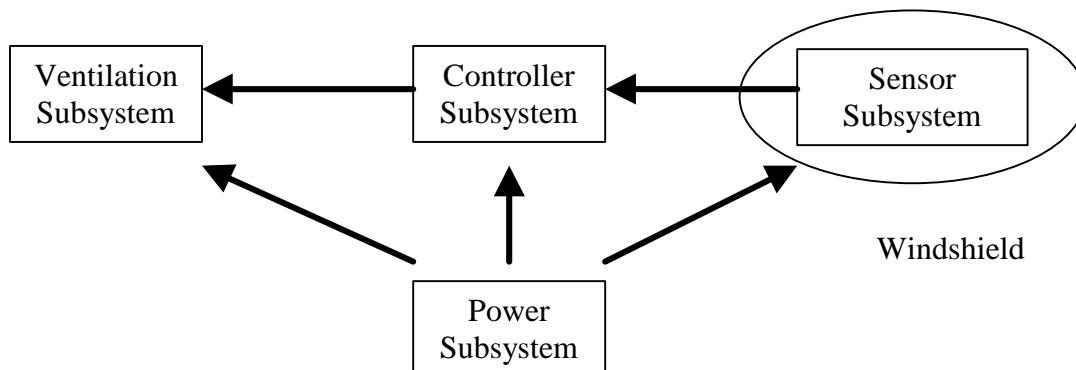 Ventilation
Subsystem
Controller
Subsystem
Sensor
Subsystem
Windshield
Power
Subsystem